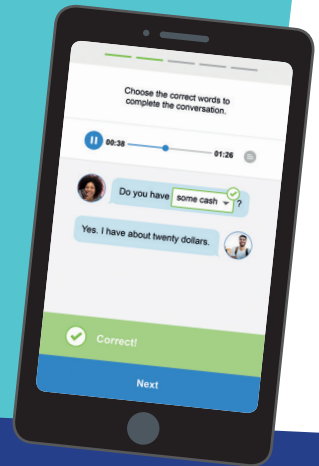 Choose the correct words to
complete the conversation.
00:38
01:26
Do you have some cash ?
Yes. I have about twenty dollars.
Correct!
Next